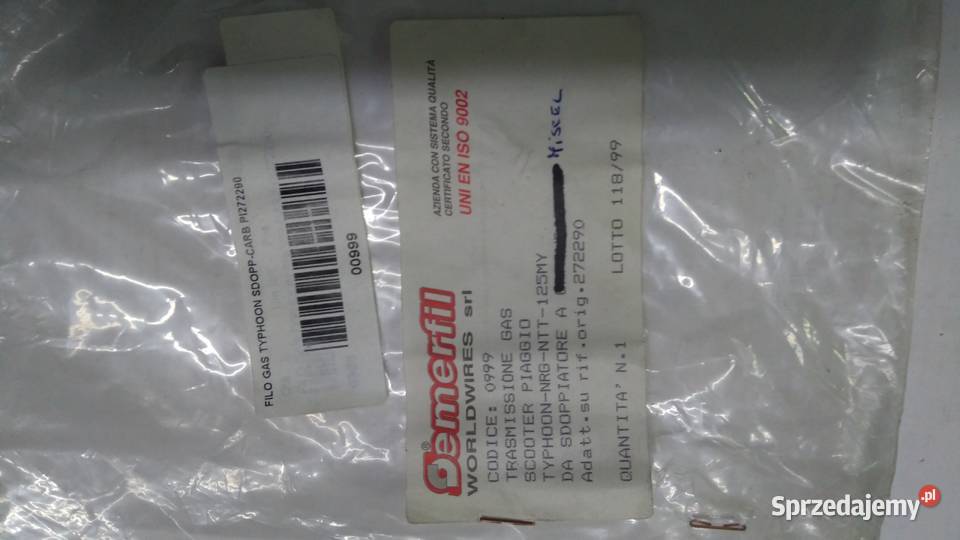 FILO GAS TYPHOON SDOPP-CARB PI272290
00999
AZIENDA CON SISTEMA QUALITÀ
CERTIFICATO SECONDO
UNI EN ISO 9002
Gemerfil®
WORLDWIRES srl
CODICE: 0999
TRASMISSIONE GAS
SCOOTER PIAGGIO
TYPHOON-NRG-NTT-125MY
DA SDOPPIATORE A MISCEL
Adatt.su rif.orig.272290
QUANTITA' N.1 LOTTO 118/99
Sprzedajemy.pl